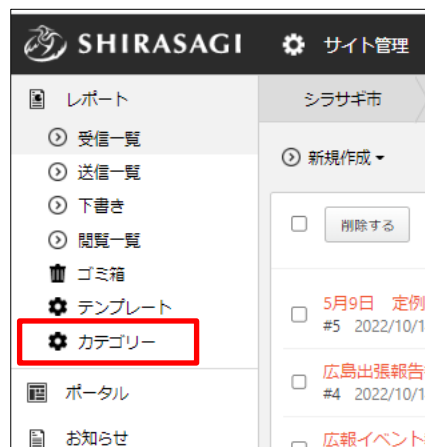 SHIRASAGI
サイト管理
レポート
受信一覧
送信一覧
下書き
閲覧一覧
ゴミ箱
テンプレート
カテゴリー
ポータル
お知らせ
シラサギ市
新規作成
削除する
5月9日 定例
#5 2022/10/1
広島出張報告
#4 2022/10/1
広報イベント